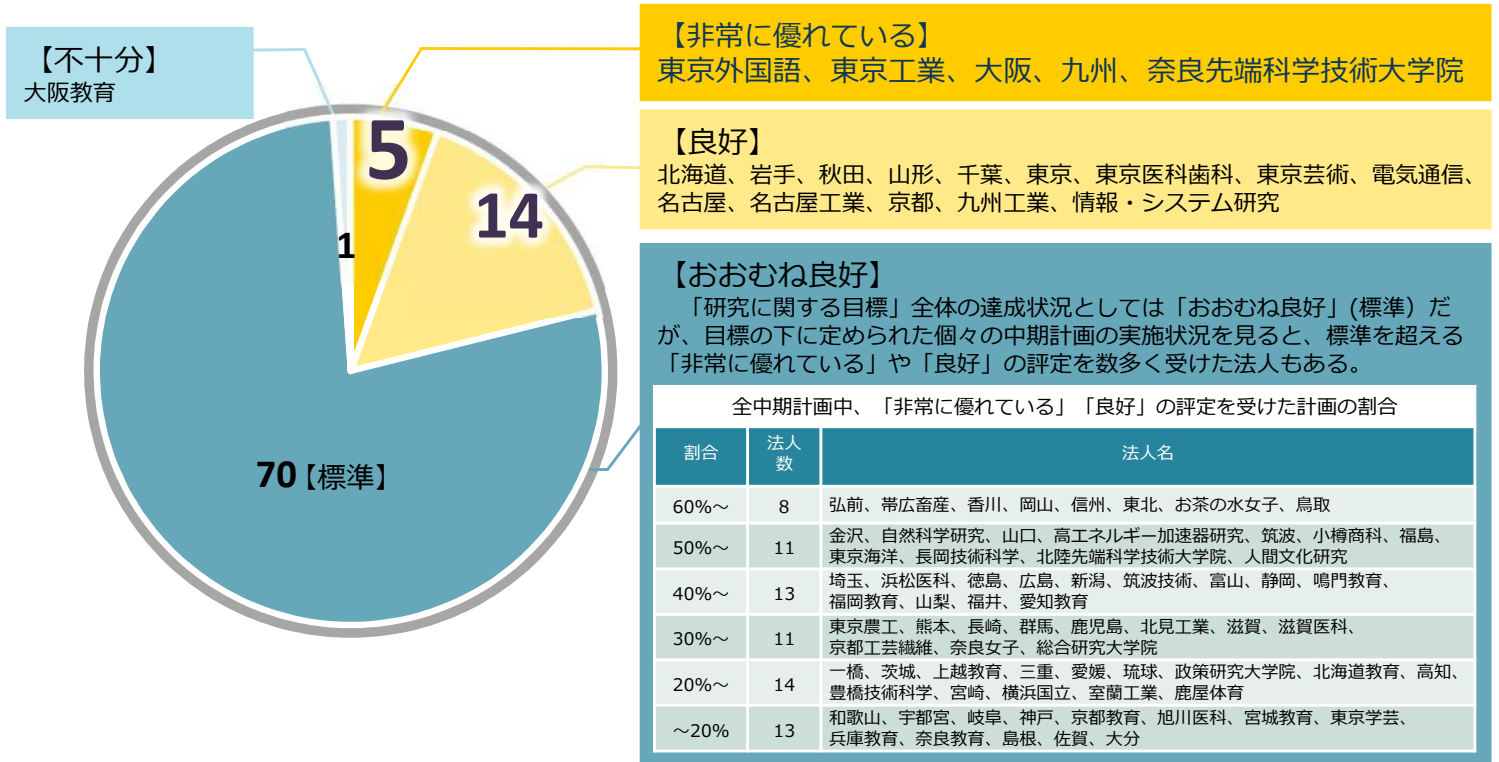 【不十分】
大阪教育
5
14
1
70【標準】
【非常に優れている】
東京外国語、東京工業、大阪、九州、奈良先端科学技術大学院
【良好】
北海道、岩手、秋田、山形、千葉、東京、東京医科歯科、東京芸術、電気通信、
名古屋、名古屋工業、京都、九州工業、情報・システム研究
【おおむね良好】
「研究に関する目標」全体の達成状況としては「おおむね良好」(標準）だ
が、目標の下に定められた個々の中期計画の実施状況を見ると、標準を超える
「非常に優れている」や「良好」の評定を数多く受けた法人もある。
全中期計画中、「非常に優れている」「良好」の評定を受けた計画の割合
割合 法人数 法人名
60%～ 8 弘前、帯広畜産、香川、岡山、信州、東北、お茶の水女子、鳥取
50%～ 11 金沢、自然科学研究、山口、高エネルギー加速器研究、筑波、小樽商科、福島、
東京海洋、長岡技術科学、北陸先端科学技術大学院、人間文化研究
40%～ 13 埼玉、浜松医科、徳島、広島、新潟、筑波技術、富山、静岡、鳴門教育、
福岡教育、山梨、福井、愛知教育
30%～ 11 東京農工、熊本、長崎、群馬、鹿児島、北見工業、滋賀、滋賀医科、
京都工芸繊維、奈良女子、総合研究大学院
20%～ 14 一橋、茨城、上越教育、三重、愛媛、琉球、政策研究大学院、北海道教育、高知、
豊橋技術科学、宮崎、横浜国立、室蘭工業、鹿屋体育
～20% 13 和歌山、宇都宮、岐阜、神戸、京都教育、旭川医科、宮城教育、東京学芸、
兵庫教育、奈良教育、島根、佐賀、大分